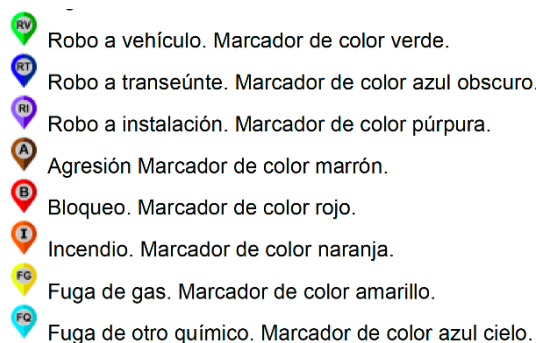 RV Robo a vehículo. Marcador de color verde.
RT Robo a transeúnte. Marcador de color azul obscuro.
RI Robo a instalación. Marcador de color púrpura.
A Agresión Marcador de color marrón.
B Bloqueo. Marcador de color rojo.
I Incendio. Marcador de color naranja.
FG Fuga de gas. Marcador de color amarillo.
FQ Fuga de otro químico. Marcador de color azul cielo.